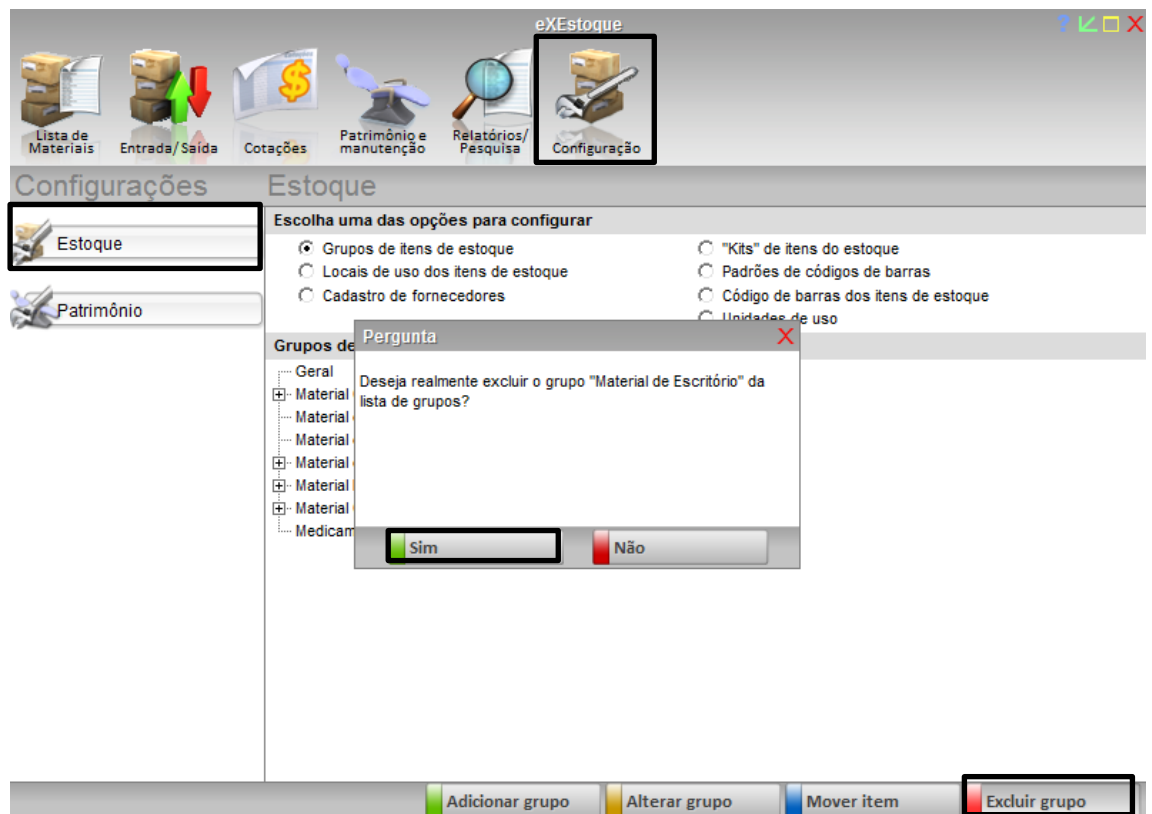 eXEstoque
?
Lista de
Materiais
Entrada/Saída
Cotações
Patrimônio e
manutenção
Relatórios/
Pesquisa
Configuração
Configurações
Estoque
Estoque
Patrimônio
Escolha uma das opções para configurar
Grupos de itens de estoque
Locais de uso dos itens de estoque
Cadastro de fornecedores
"Kits" de itens do estoque
Padrões de códigos de barras
Código de barras dos itens de estoque
Unidades de uso
Grupos de
Geral
Material
Material
Material
Material
Material
Material
Medicam
Pergunta
X
Deseja realmente excluir o grupo "Material de Escritório" da
lista de grupos?
Sim
Não
Adicionar grupo
Alterar grupo
Mover item
Excluir grupo